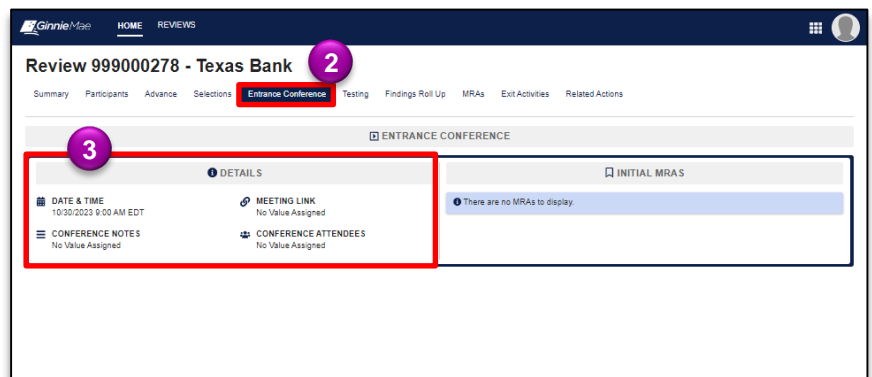 GinnieMae HOME REVIEWS
Review 999000278 - Texas Bank 2
Summary Participants Advance Selections Entrance Conference Testing Findings Roll Up MRAs Exit Activities Related Actions
ENTRANCE CONFERENCE
3
DETAILS
INITIAL MRAS
DATE & TIME
10/30/2023 9:00 AM EDT
MEETING LINK
No Value Assigned
There are no MRAs to display.
CONFERENCE NOTES
No Value Assigned
CONFERENCE ATTENDEES
No Value Assigned